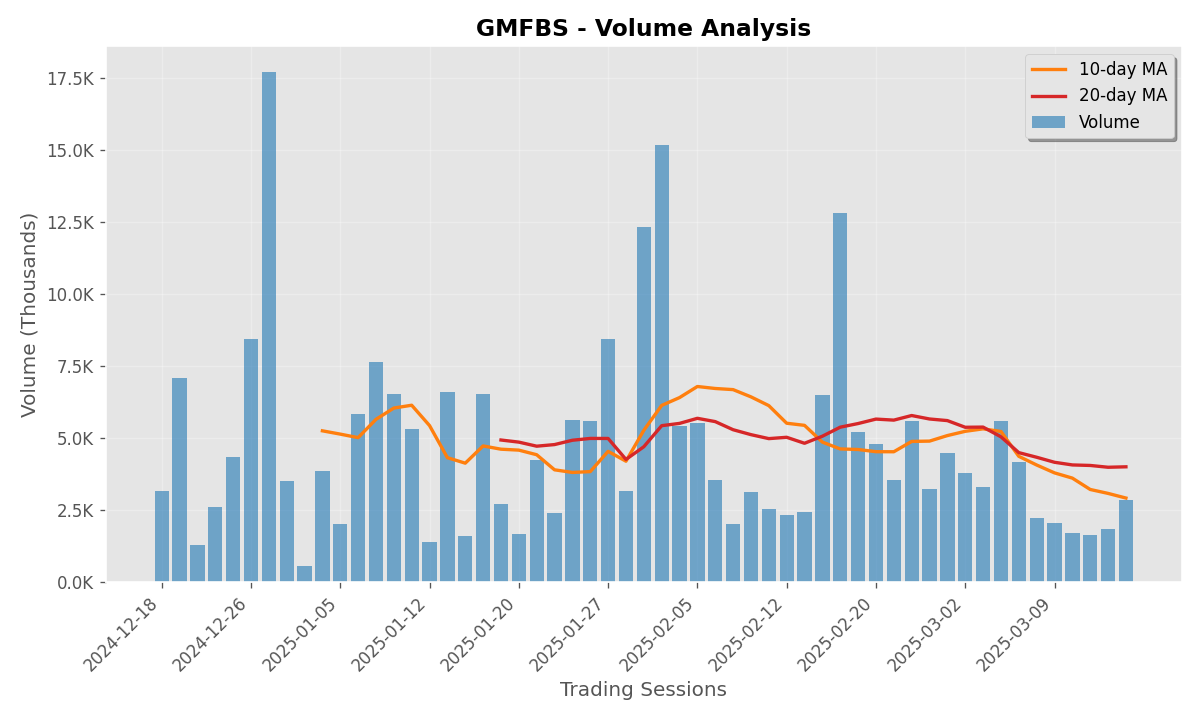 GMFBS - Volume Analysis
10-day MA
20-day MA
Volume
Volume (Thousands)
17.5K
15.0K
12.5K
10.0K
7.5K
5.0K
2.5K
0.0K
2024-12-18
2024-12-26
2025-01-05
2025-01-12
2025-01-20
2025-01-27
2025-02-05
2025-02-12
2025-02-20
2025-03-02
2025-03-09
Trading Sessions